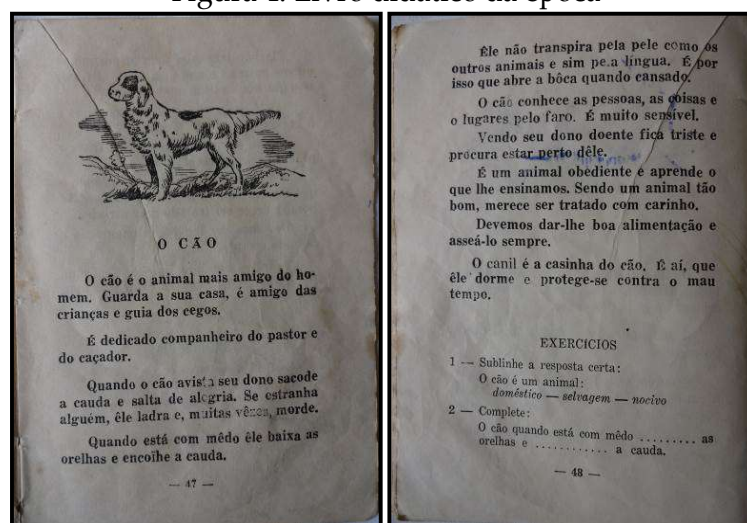 Figura 1. Livro didático da época
O CÃO
O cão é o animal mais amigo do ho-
mem. Guarda a sua casa, é amigo das
crianças e guia dos cegos.
É dedicado companheiro do pastor e
do caçador.
Quando o cão avista seu dono sacode
a cauda e salta de alegria. Se estranha
alguém, êle ladra e, muitas vêzes, morde.
Quando está com mêdo êle baixa as
orelhas e encolhe a cauda.
— 47 —
Êle não transpira pela pele como os
outros animais e sim pela língua. É por
isso que abre a bôca quando cansado.
O cão conhece as pessoas, as coisas e
o lugares pelo faro. É muito sensível.
Vendo seu dono doente fica triste e
procura estar perto dêle.
É um animal obediente e aprende o
que lhe ensinamos. Sendo um animal tão
bom, merece ser tratado com carinho.
Devemos dar-lhe boa alimentação e
asseá-lo sempre.
O canil é a casinha do cão. É aí, que
êle dorme e protege-se contra o mau
tempo.
EXERCÍCIOS
1 — Sublinhe a resposta certa:
O cão é um animal:
doméstico — selvagem — nocivo
2 — Complete:
O cão quando está com mêdo ......... as
orelhas e ............ a cauda.
— 48 —